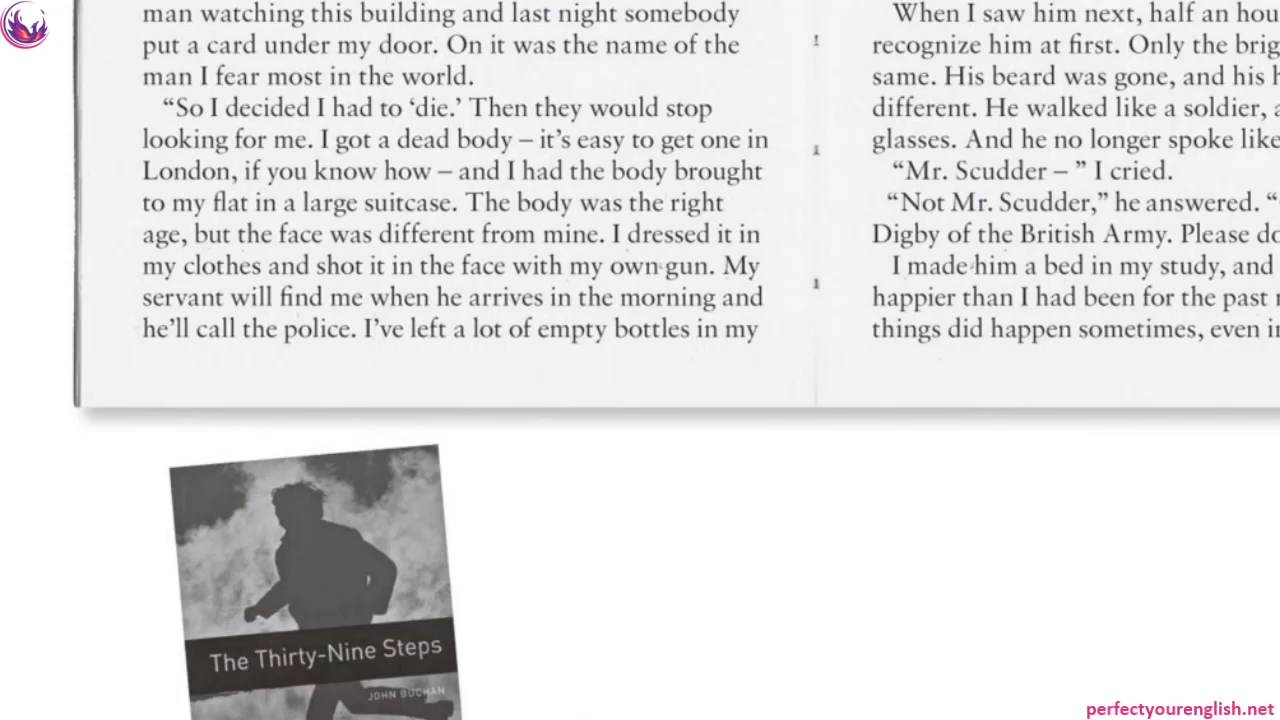 man watching this building and last night somebody
put a card under my door. On it was the name of the
man I fear most in the world.
“So I decided I had to ‘die.’ Then they would stop
looking for me. I got a dead body – it’s easy to get one in
London, if you know how – and I had the body brought
to my flat in a large suitcase. The body was the right
age, but the face was different from mine. I dressed it in
my clothes and shot it in the face with my own gun. My
servant will find me when he arrives in the morning and
he’ll call the police. I’ve left a lot of empty bottles in my
When I saw him next, half an hou
recognize him at first. Only the brig
same. His beard was gone, and his h
different. He walked like a soldier, a
glasses. And he no longer spoke like
“Mr. Scudder – ” I cried.
“Not Mr. Scudder,” he answered. “
Digby of the British Army. Please do
I made him a bed in my study, and
happier than I had been for the past
things did happen sometimes, even in
The Thirty-Nine Steps
JOHN BUCHAN
perfectyourenglish.net